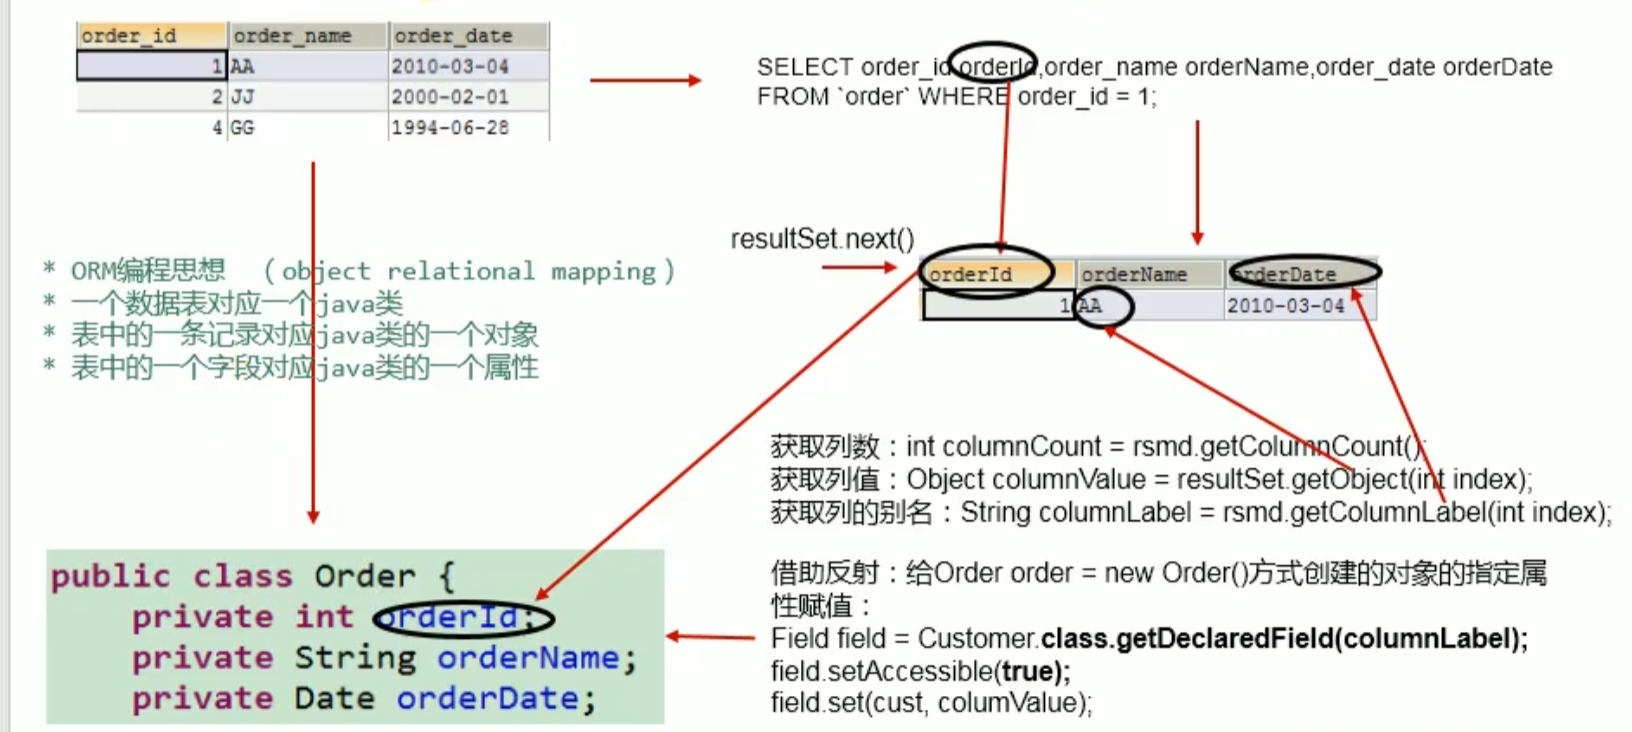 order_id order_name order_date
1 AA 2010-03-04
2 JJ 2000-02-01
4 GG 1994-06-28
SELECT order_id orderId,order_name orderName,order_date orderDate
FROM `order` WHERE order_id = 1;
resultSet.next()
orderId orderName orderDate
1 AA 2010-03-04
* ORM编程思想 （object relational mapping）
* 一个数据表对应一个java类
* 表中的一条记录对应java类的一个对象
* 表中的一个字段对应java类的一个属性
获取列数：int columnCount = rsmd.getColumnCount();
获取列值：Object columnValue = resultSet.getObject(int index);
获取列的别名：String columnLabel = rsmd.getColumnLabel(int index);
借助反射：给Order order = new Order()方式创建的对象的指定属
性赋值：
Field field = Customer.class.getDeclaredField(columnLabel);
field.setAccessible(true);
field.set(cust, columValue);
public class Order {
private int orderId;
private String orderName;
private Date orderDate;